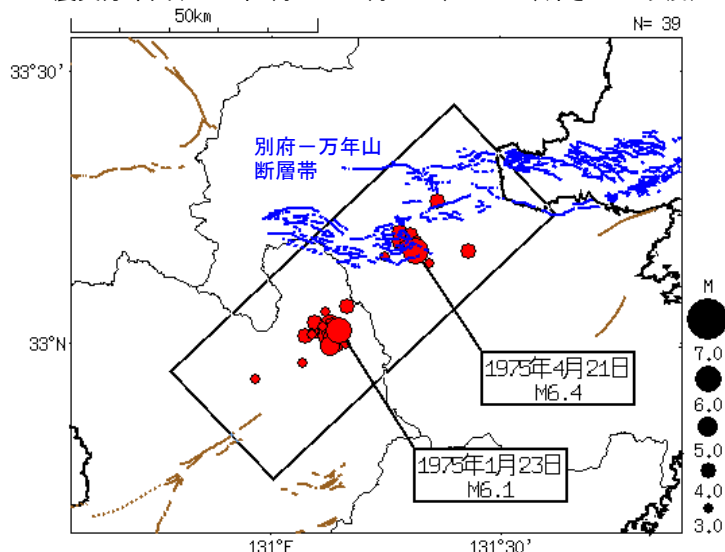 50km
N= 39
33°30′
別府－万年山
断層帯
33°N
M
7.0
6.0
5.0
4.0
3.0
1975年4月21日
M6.4
1975年1月23日
M6.1
131°E
131°30′